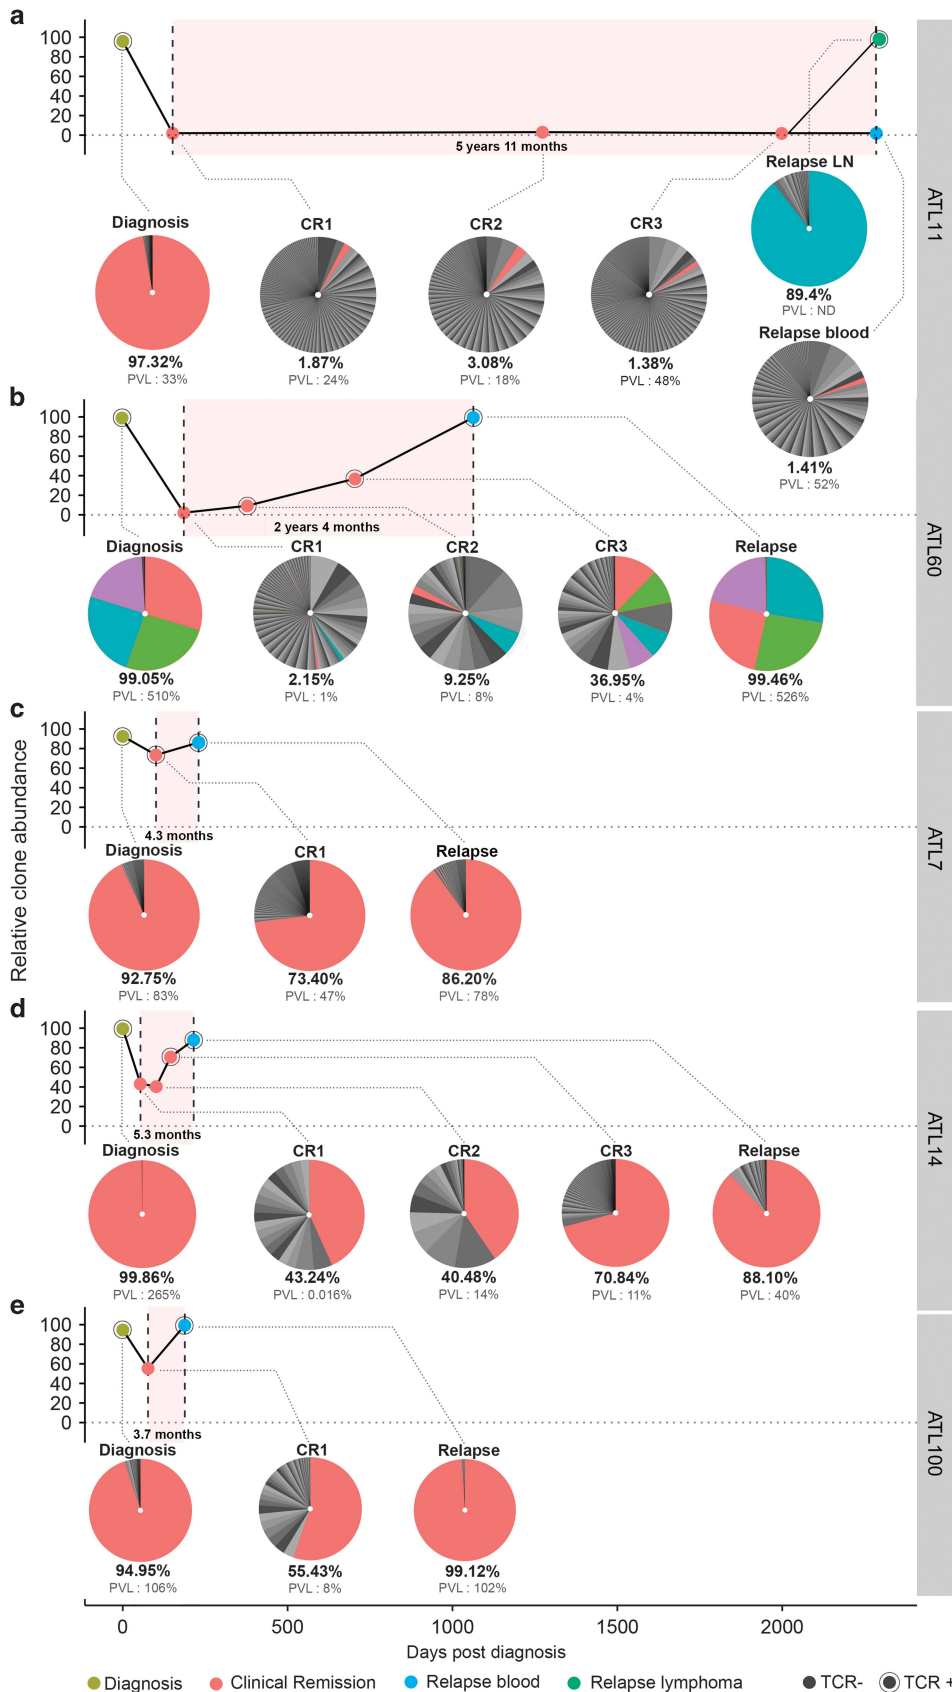 a
100
80
60
40
20
0
5 years 11 months
Relapse LN
Diagnosis
CR1
CR2
CR3
89.4%
PVL : ND
Relapse blood
97.32%
PVL : 33%
1.87%
PVL : 24%
3.08%
PVL : 18%
1.38%
PVL : 48%
1.41%
PVL : 52%
ATL11
b
100
80
60
40
20
0
2 years 4 months
Diagnosis
CR1
CR2
CR3
Relapse
99.05%
PVL : 510%
2.15%
PVL : 1%
9.25%
PVL : 8%
36.95%
PVL : 4%
99.46%
PVL : 526%
ATL60
c
Relative clone abundance
100
80
60
40
20
0
4.3 months
Diagnosis
CR1
Relapse
92.75%
PVL : 83%
73.40%
PVL : 47%
86.20%
PVL : 78%
ATL7
d
100
80
60
40
20
0
5.3 months
Diagnosis
CR1
CR2
CR3
Relapse
99.86%
PVL : 265%
43.24%
PVL : 0.016%
40.48%
PVL : 14%
70.84%
PVL : 11%
88.10%
PVL : 40%
ATL14
e
100
80
60
40
20
0
3.7 months
Diagnosis
CR1
Relapse
94.95%
PVL : 106%
55.43%
PVL : 8%
99.12%
PVL : 102%
ATL100
0 500 1000 1500 2000
Days post diagnosis
Diagnosis Clinical Remission Relapse blood Relapse lymphoma TCR- TCR +